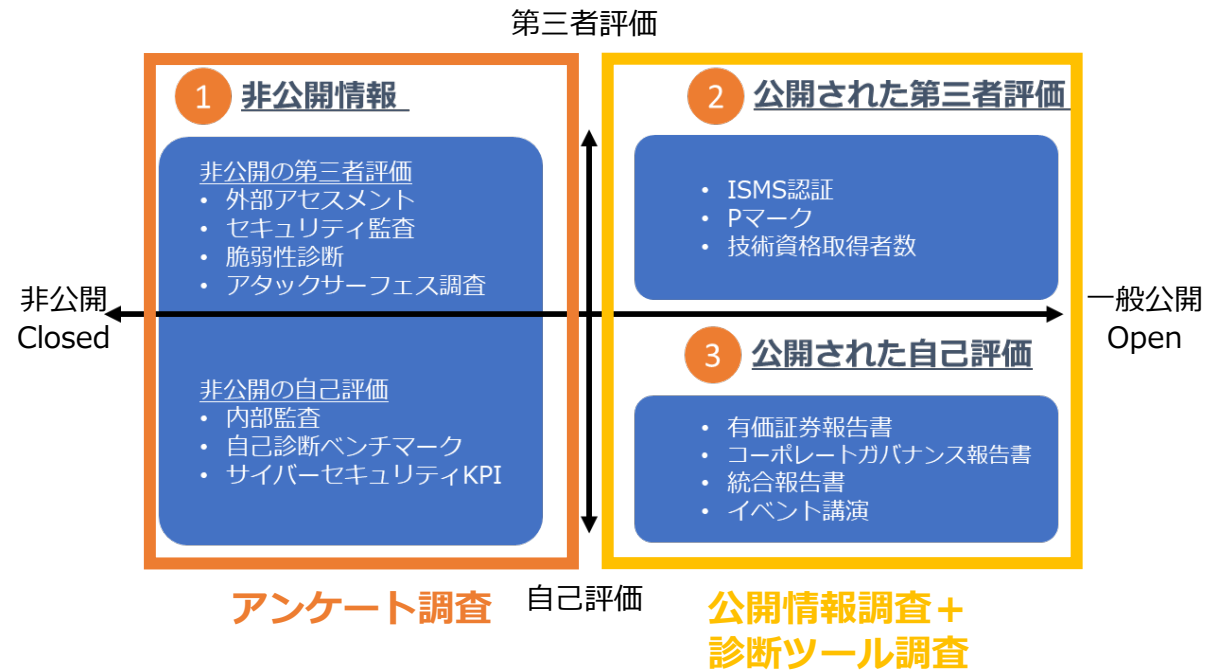 第三者評価
1 非公開情報
非公開の第三者評価
• 外部アセスメント
• セキュリティ監査
• 脆弱性診断
• アタックサーフェス調査
非公開の自己評価
• 内部監査
• 自己診断ベンチマーク
• サイバーセキュリティKPI
2 公開された第三者評価
• ISMS認証
• Pマーク
• 技術資格取得者数
3 公開された自己評価
• 有価証券報告書
• コーポレートガバナンス報告書
• 統合報告書
• イベント講演
非公開
Closed
一般公開
Open
アンケート調査
自己評価
公開情報調査＋
診断ツール調査